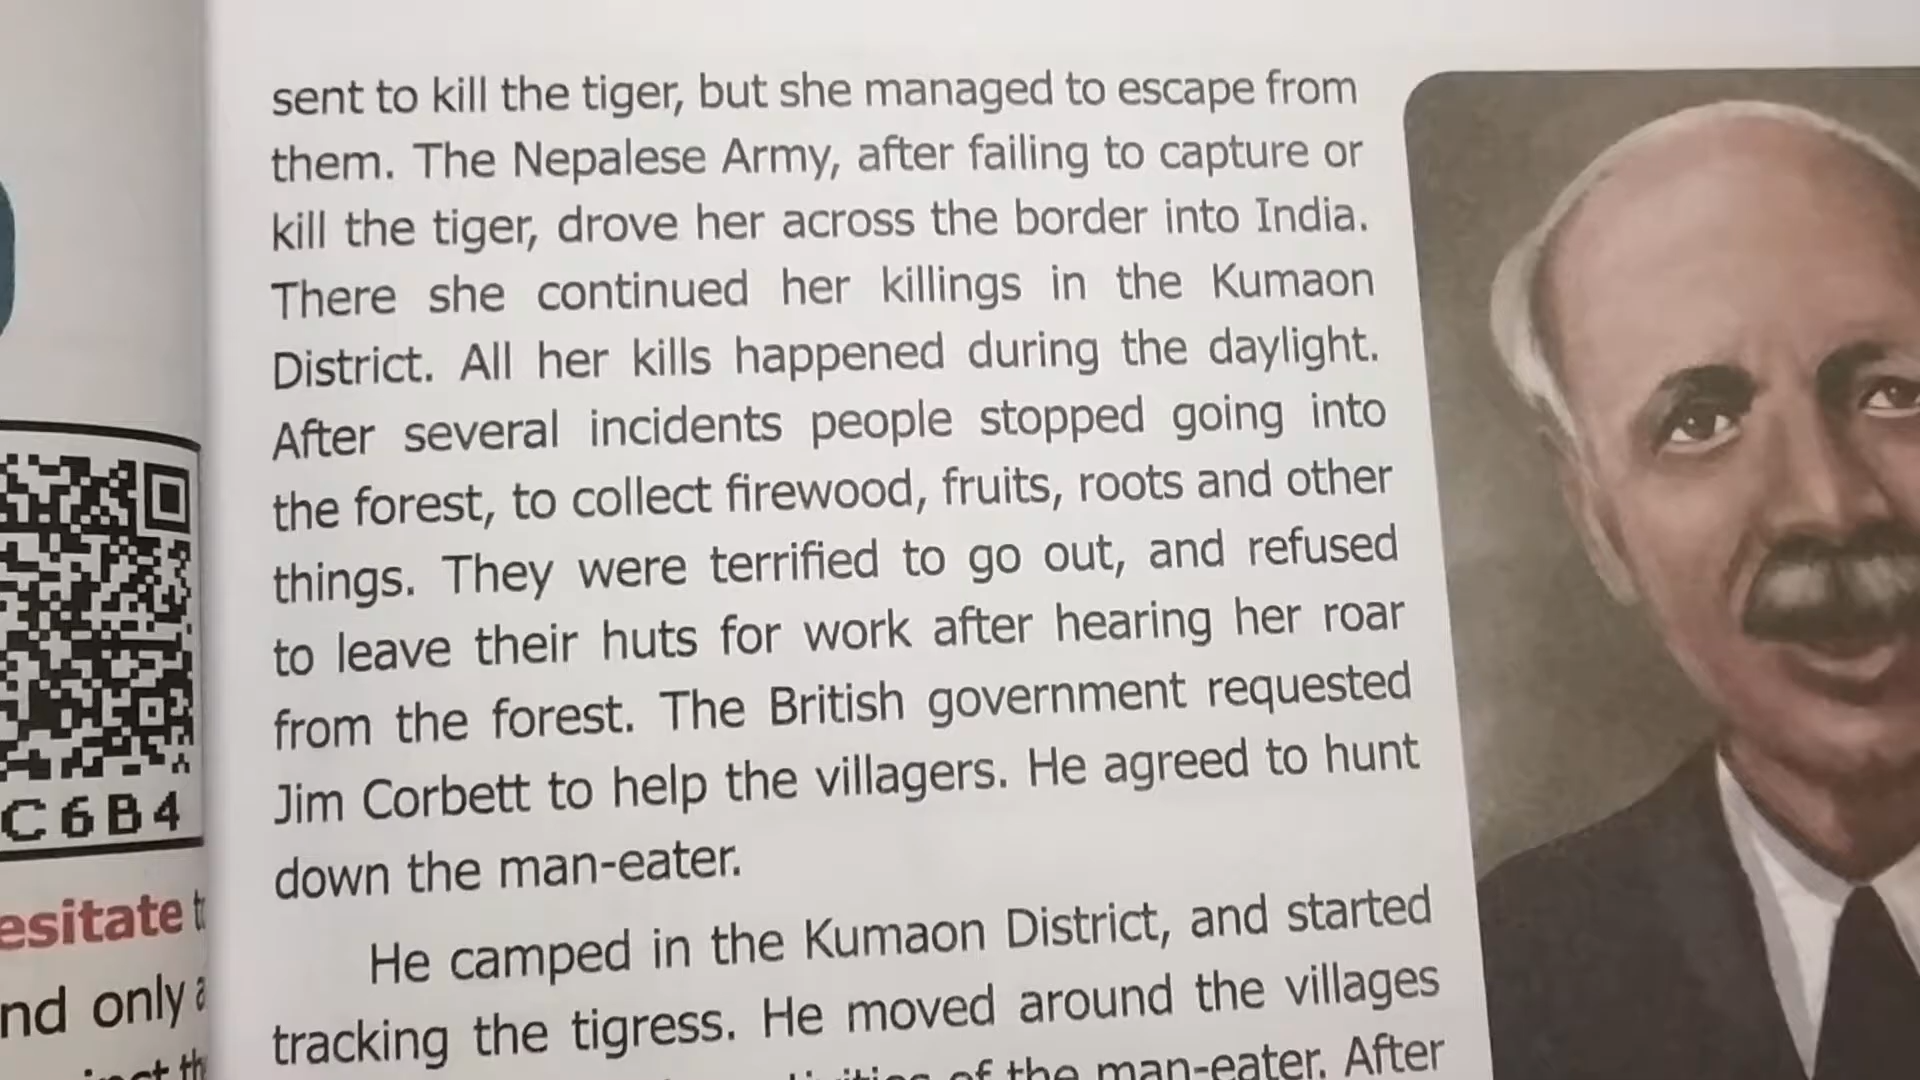 sent to kill the tiger, but she managed to escape from
them. The Nepalese Army, after failing to capture or
kill the tiger, drove her across the border into India.
There she continued her killings in the Kumaon
District. All her kills happened during the daylight.
After several incidents people stopped going into
the forest, to collect firewood, fruits, roots and other
things. They were terrified to go out, and refused
to leave their huts for work after hearing her roar
from the forest. The British government requested
Jim Corbett to help the villagers. He agreed to hunt
down the man-eater.
He camped in the Kumaon District, and started
tracking the tigress. He moved around the villages
of the man-eater. After
C6B4
esitate
nd only